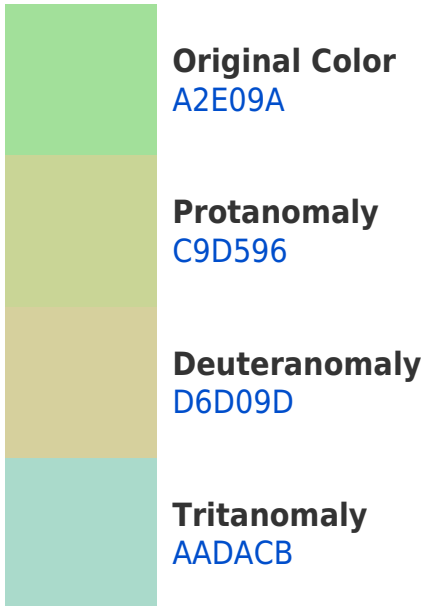 Original Color
A2E09A
Protanomaly
C9D596
Deuteranomaly
D6D09D
Tritanomaly
AADACB